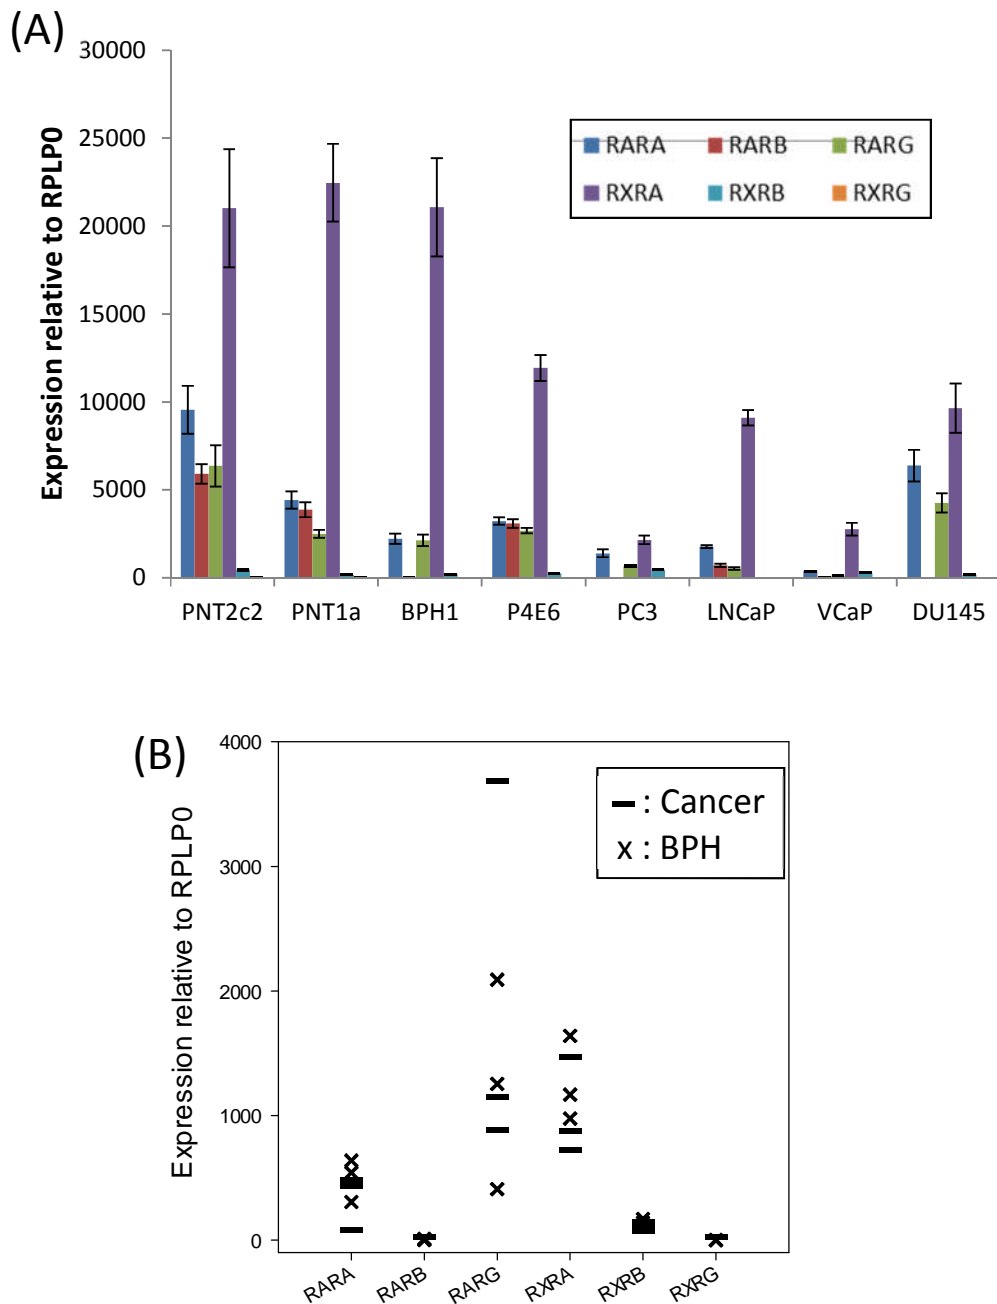 (A)
30000
25000
20000
15000
10000
5000
0
Expression relative to RPLP0
RARA RARB RARG
RXRA RXRB RXRG
PNT2c2 PNT1a BPH1 P4E6 PC3 LNCaP VCaP DU145
(B)
4000
3000
2000
1000
0
Expression relative to RPLP0
– : Cancer
x : BPH
RARA RARB RARG RXRA RXRB RXRG